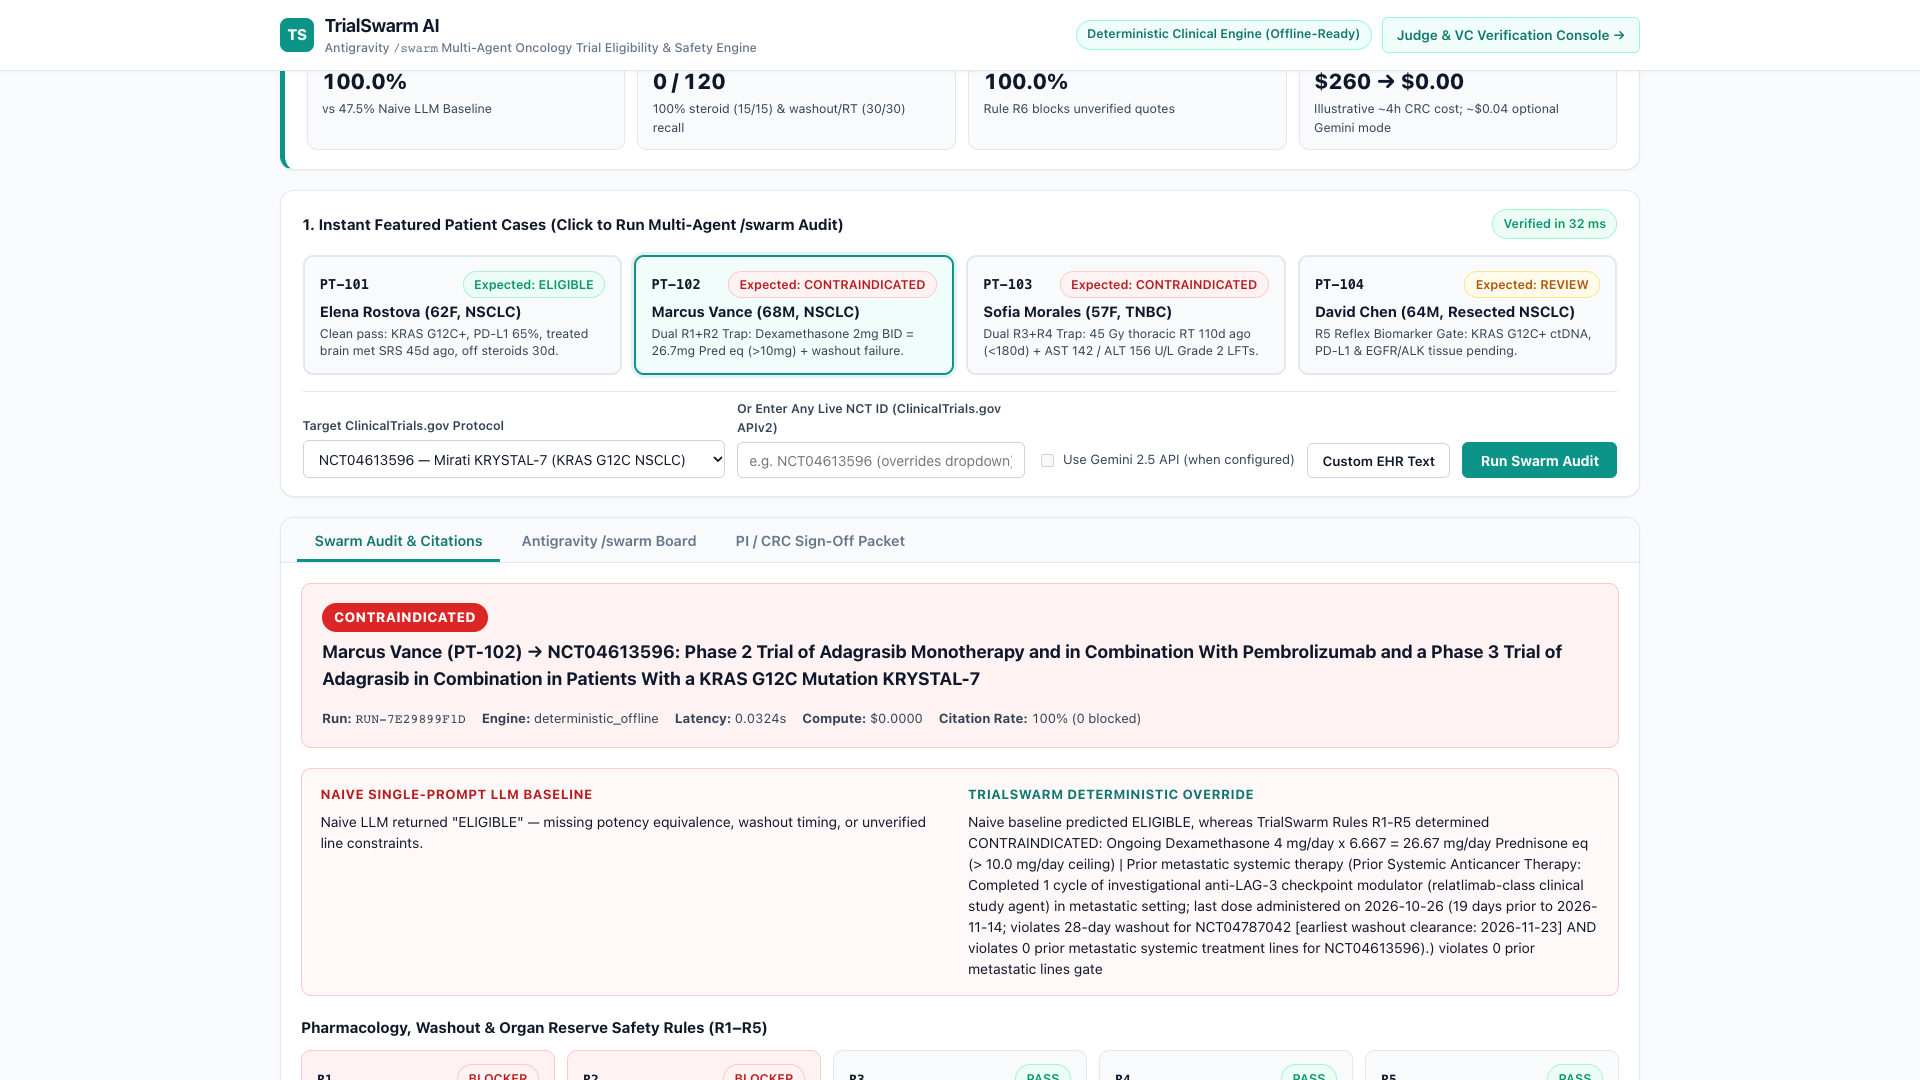 TS
TrialSwarm AI
Antigravity /swarm Multi-Agent Oncology Trial Eligibility & Safety Engine
Deterministic Clinical Engine (Offline-Ready)
Judge & VC Verification Console →
100.0%
vs 47.5% Naive LLM Baseline
0 / 120
100% steroid (15/15) & washout/RT (30/30)
recall
100.0%
Rule R6 blocks unverified quotes
$260 → $0.00
Illustrative ~4h CRC cost; ~$0.04 optional
Gemini mode
1. Instant Featured Patient Cases (Click to Run Multi-Agent /swarm Audit)
Verified in 32 ms
PT-101
Expected: ELIGIBLE
Elena Rostova (62F, NSCLC)
Clean pass: KRAS G12C+, PD-L1 65%, treated
brain met SRS 45d ago, off steroids 30d.
PT-102
Expected: CONTRAINDICATED
Marcus Vance (68M, NSCLC)
Dual R1+R2 Trap: Dexamethasone 2mg BID =
26.7mg Pred eq (>10mg) + washout failure.
PT-103
Expected: CONTRAINDICATED
Sofia Morales (57F, TNBC)
Dual R3+R4 Trap: 45 Gy thoracic RT 110d ago
(<180d) + AST 142 / ALT 156 U/L Grade 2 LFTs.
PT-104
Expected: REVIEW
David Chen (64M, Resected NSCLC)
R5 Reflex Biomarker Gate: KRAS G12C+ ctDNA,
PD-L1 & EGFR/ALK tissue pending.
Target ClinicalTrials.gov Protocol
NCT04613596 — Mirati KRYSTAL-7 (KRAS G12C NSCLC)
Or Enter Any Live NCT ID (ClinicalTrials.gov
APIv2)
e.g. NCT04613596 (overrides dropdown)
Use Gemini 2.5 API (when configured)
Custom EHR Text
Run Swarm Audit
Swarm Audit & Citations
Antigravity /swarm Board
PI / CRC Sign-Off Packet
CONTRAINDICATED
Marcus Vance (PT-102) → NCT04613596: Phase 2 Trial of Adagrasib Monotherapy and in Combination With Pembrolizumab and a Phase 3 Trial of
Adagrasib in Combination in Patients With a KRAS G12C Mutation KRYSTAL-7
Run: RUN-7E29899F1D Engine: deterministic_offline Latency: 0.0324s Compute: $0.0000 Citation Rate: 100% (0 blocked)
NAIVE SINGLE-PROMPT LLM BASELINE
Naive LLM returned "ELIGIBLE" — missing potency equivalence, washout timing, or unverified
line constraints.
TRIALSWARM DETERMINISTIC OVERRIDE
Naive baseline predicted ELIGIBLE, whereas TrialSwarm Rules R1-R5 determined
CONTRAINDICATED: Ongoing Dexamethasone 4 mg/day x 6.667 = 26.67 mg/day Prednisone eq
(> 10.0 mg/day ceiling) | Prior metastatic systemic therapy (Prior Systemic Anticancer Therapy:
Completed 1 cycle of investigational anti-LAG-3 checkpoint modulator (relatlimab-class clinical
study agent) in metastatic setting; last dose administered on 2026-10-26 (19 days prior to 2026-
11-14; violates 28-day washout for NCT04787042 [earliest washout clearance: 2026-11-23] AND
violates 0 prior metastatic systemic treatment lines for NCT04613596).) violates 0 prior
metastatic lines gate
Pharmacology, Washout & Organ Reserve Safety Rules (R1–R5)
R1
BLOCKER
R2
BLOCKER
R3
PASS
R4
PASS
R5
PASS